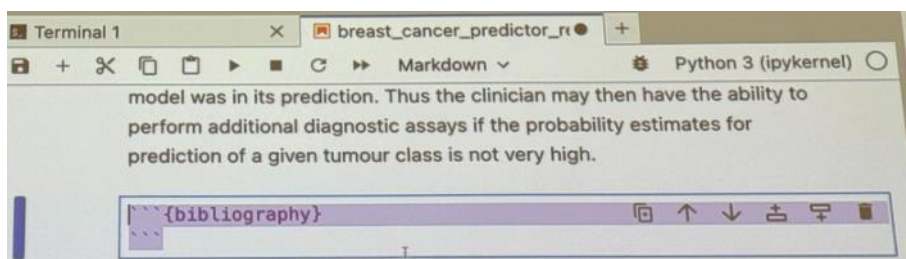 Terminal 1
breast_cancer_predictor_re
Markdown
Python 3 (ipykernel)
model was in its prediction. Thus the clinician may then have the ability to
perform additional diagnostic assays if the probability estimates for
prediction of a given tumour class is not very high.
```{bibliography}
```